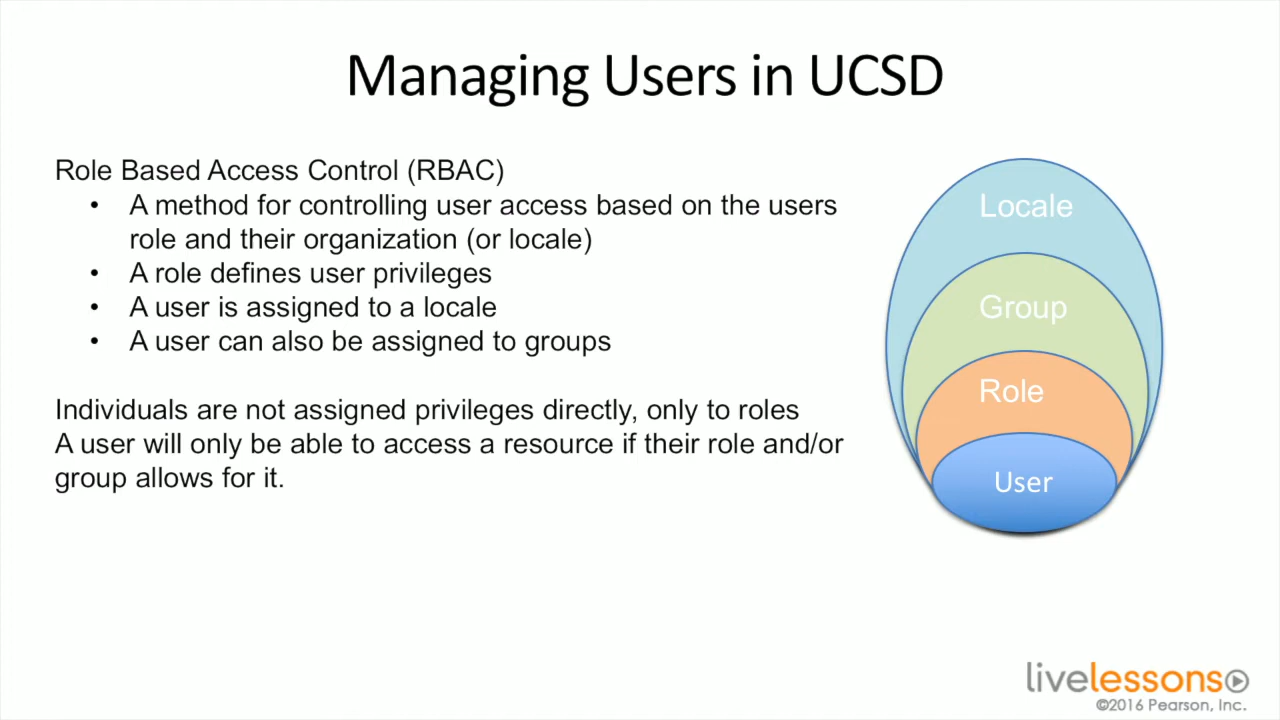 Managing Users in UCSD
Role Based Access Control (RBAC)
• A method for controlling user access based on the users
role and their organization (or locale)
• A role defines user privileges
• A user is assigned to a locale
• A user can also be assigned to groups
Individuals are not assigned privileges directly, only to roles
A user will only be able to access a resource if their role and/or
group allows for it.
Locale
Group
Role
User
livelessons
©2016 Pearson, Inc.